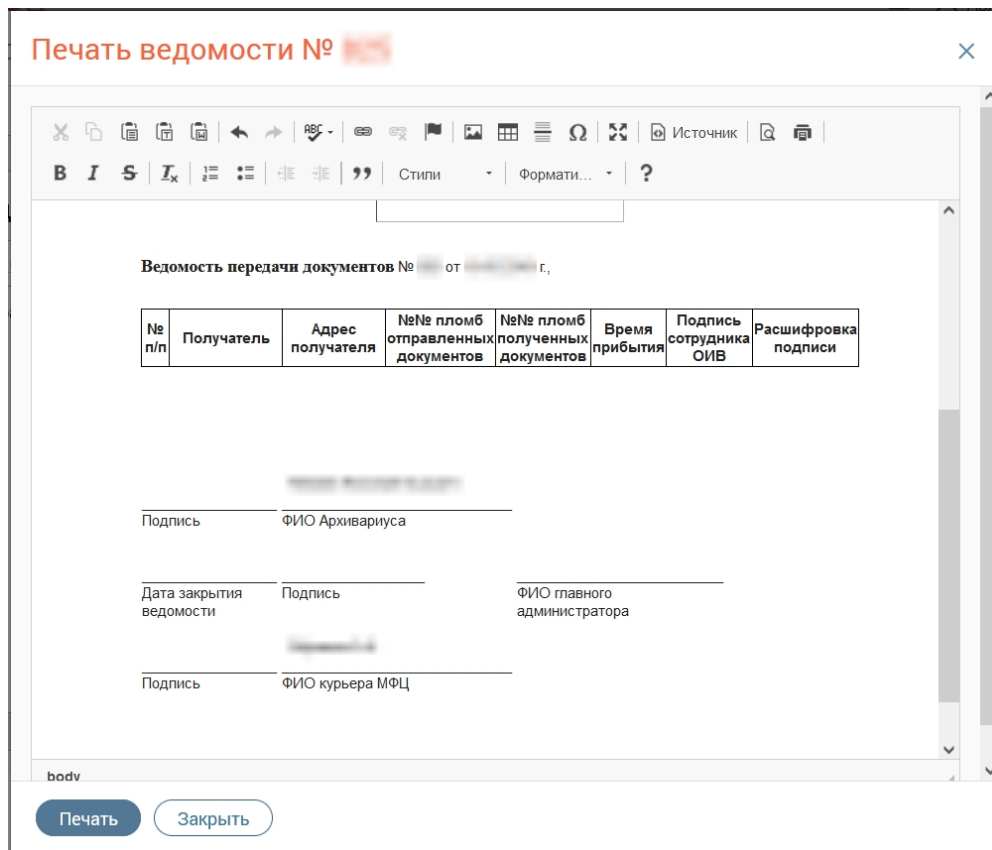 Печать ведомости №
Источник
Стили Формати... ?
Ведомость передачи документов № от г.,
№ п/п Получатель Адрес получателя №№ пломб отправленных документов №№ пломб полученных документов Время прибытия Подпись сотрудника ОИВ Расшифровка подписи
Подпись ФИО Архивариуса
Дата закрытия ведомости Подпись ФИО главного администратора
Подпись ФИО курьера МФЦ
body
Печать Закрыть